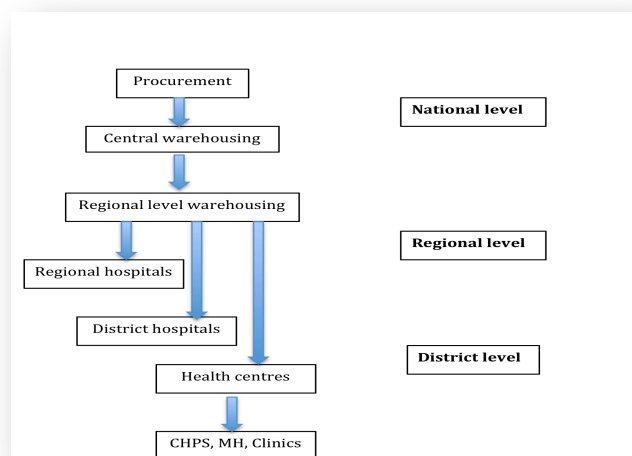 Procurement
National level
Central warehousing
Regional level warehousing
Regional level
Regional hospitals
District hospitals
District level
Health centres
CHPS, MH, Clinics